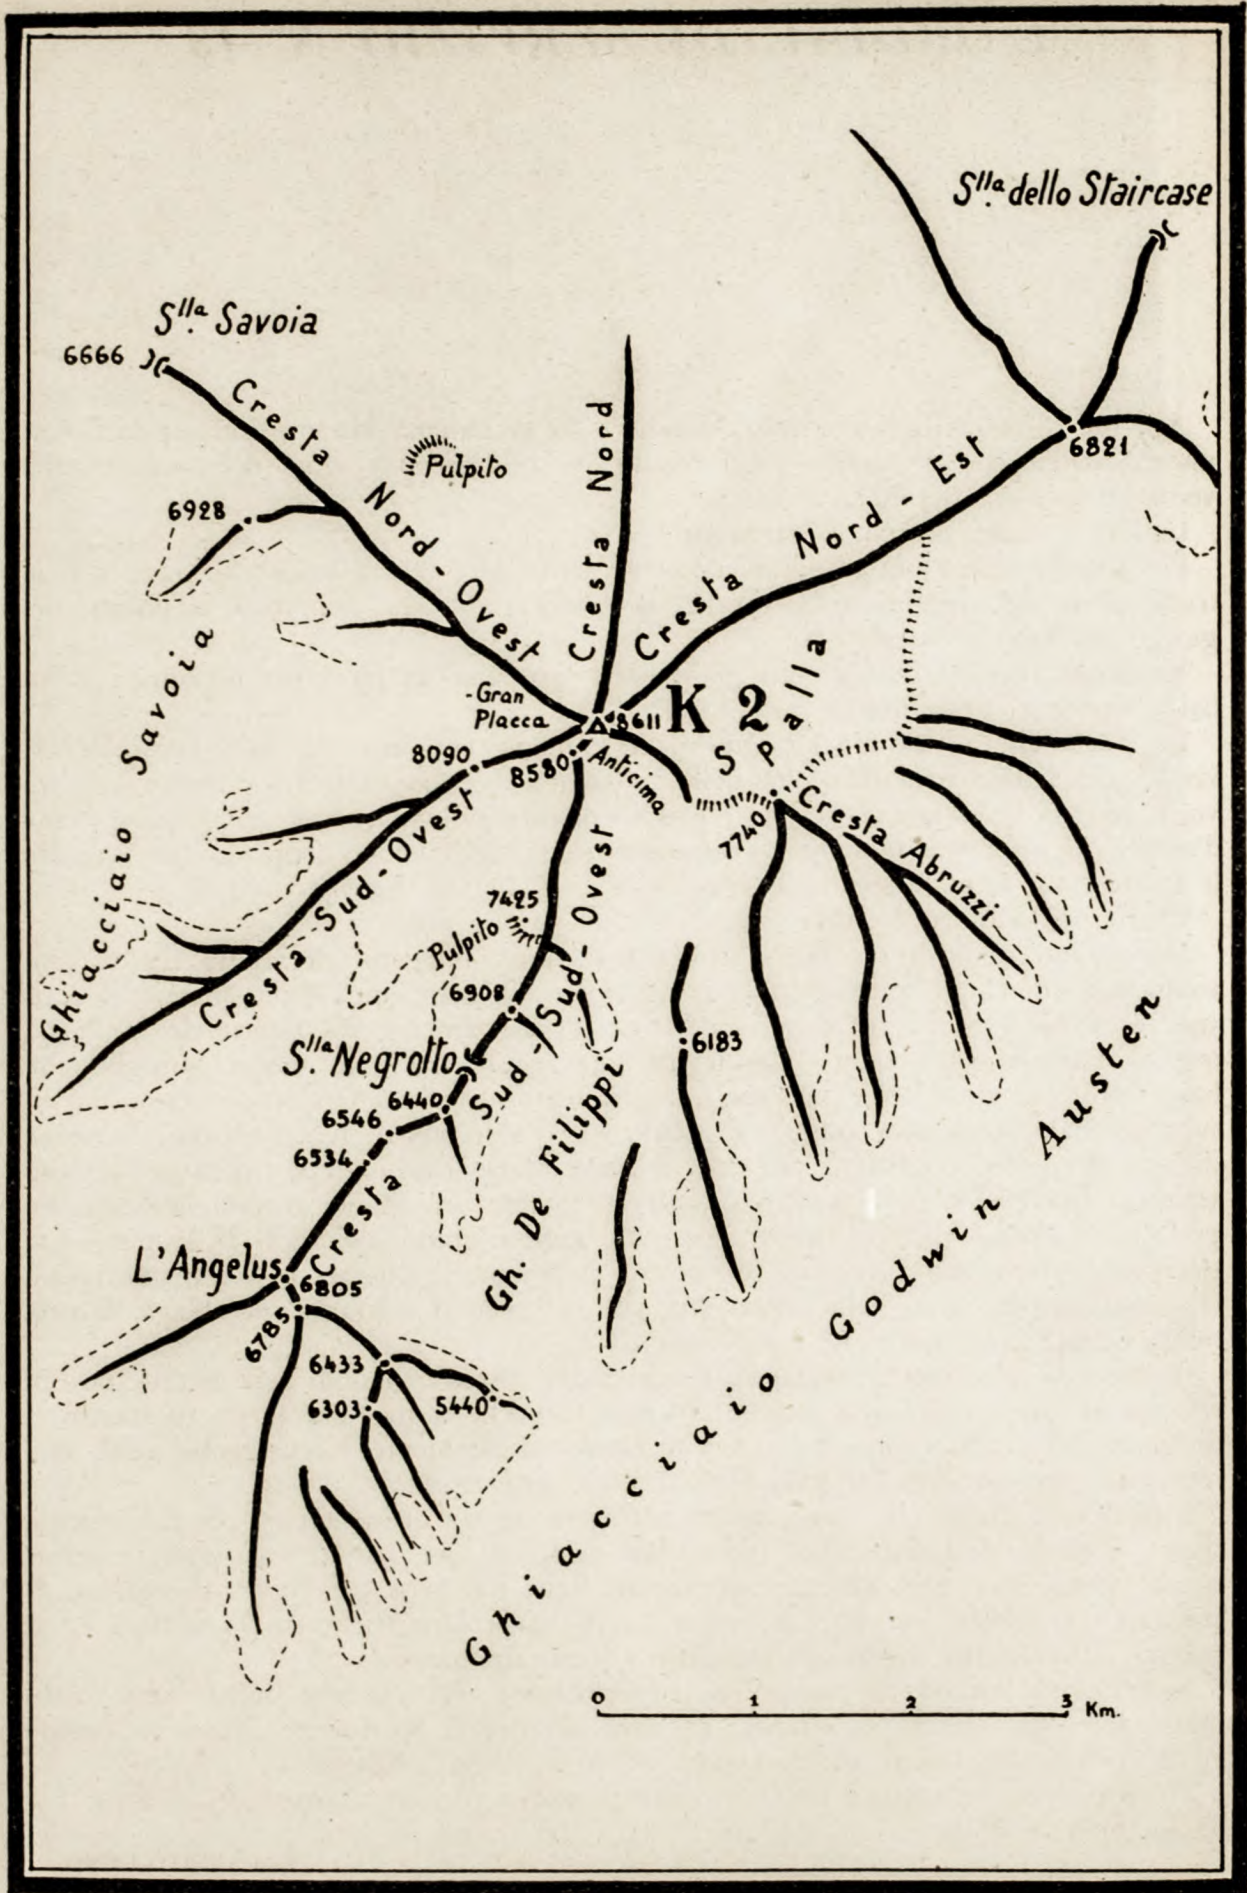 Sˡˡᵃ dello Staircase
Sˡˡᵃ Savoia
6666
Cresta Nord-Ovest
Pulpito
Cresta Nord
Cresta Nord-Est
6821
6928
Ghiacciaio Savoia
-Gran
Placca
8611
K 2
Spalla
8090
8580
Anticima
7740
Cresta Abruzzi
Cresta Sud-Ovest
7425
Pulpito
6908
Cresta Sud-Sud-Ovest
Sˡˡᵃ Negrotto
6183
6440
6546
6534
Gh. De Filippi
L'Angelus
6805
6785
6433
6303
5440
Ghiacciaio Godwin Austen
0 1 2 3 Km.